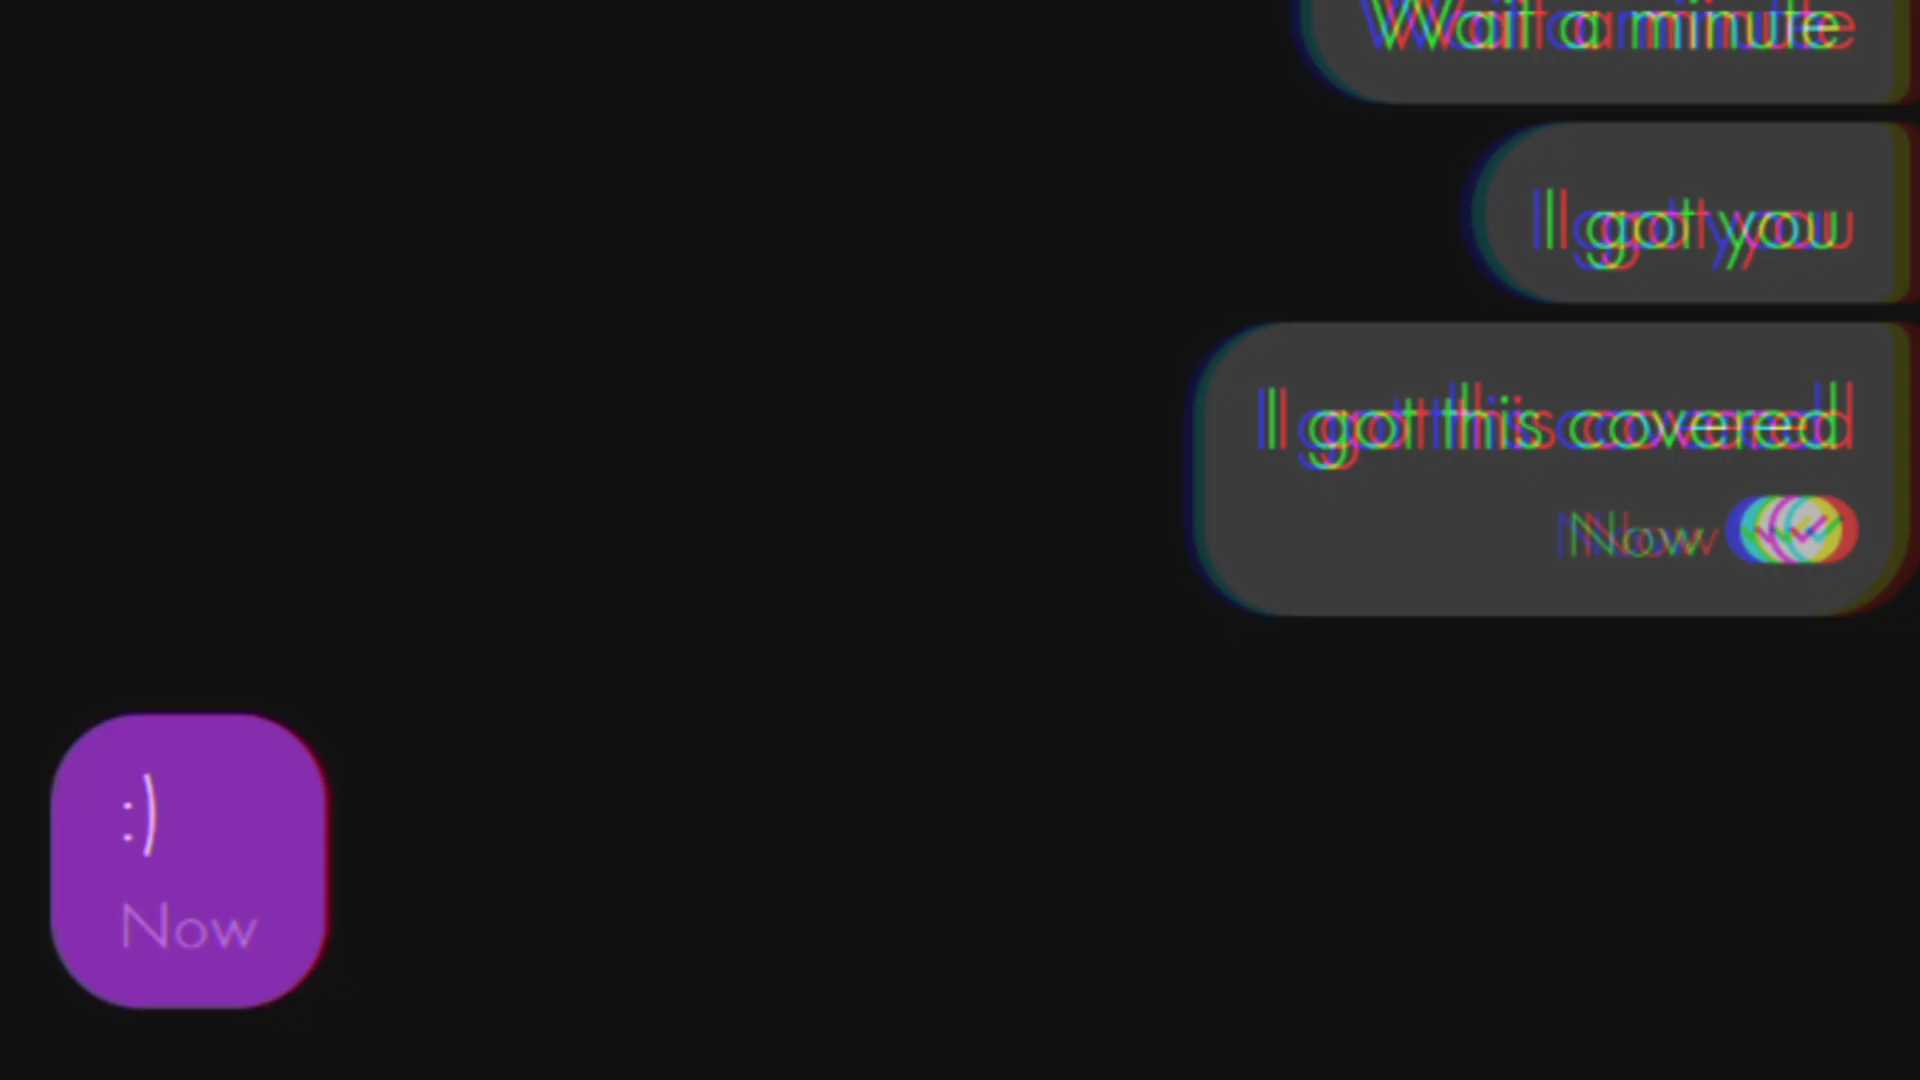 Wait a minute
I got you
I got this covered
Now
:)
Now